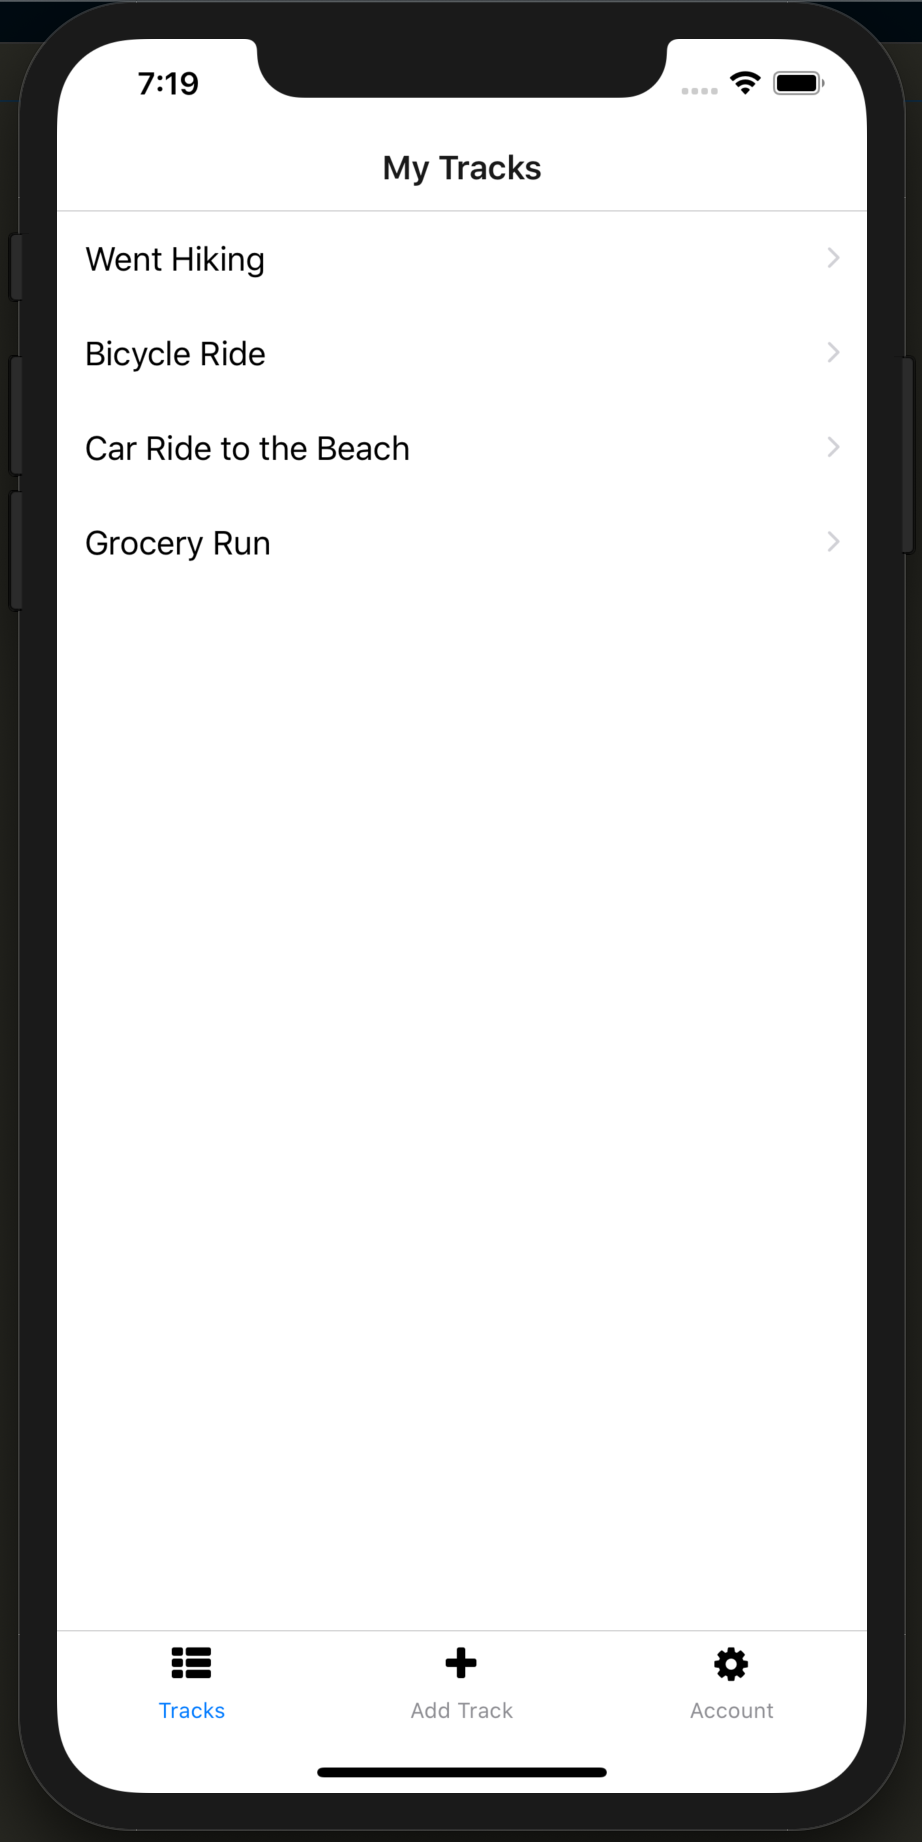 7:19
My Tracks
Went Hiking
Bicycle Ride
Car Ride to the Beach
Grocery Run
Tracks
Add Track
Account